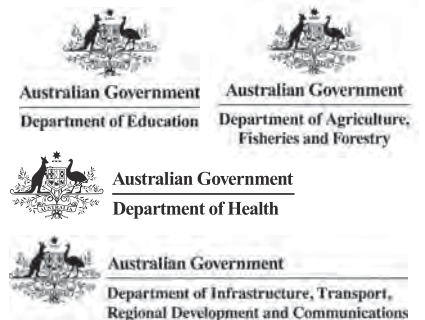 Australian Government
Department of Education
Australian Government
Department of Agriculture,
Fisheries and Forestry
AUSTRALIA
Australian Government
Department of Health
Australian Government
Department of Infrastructure, Transport,
Regional Development and Communications